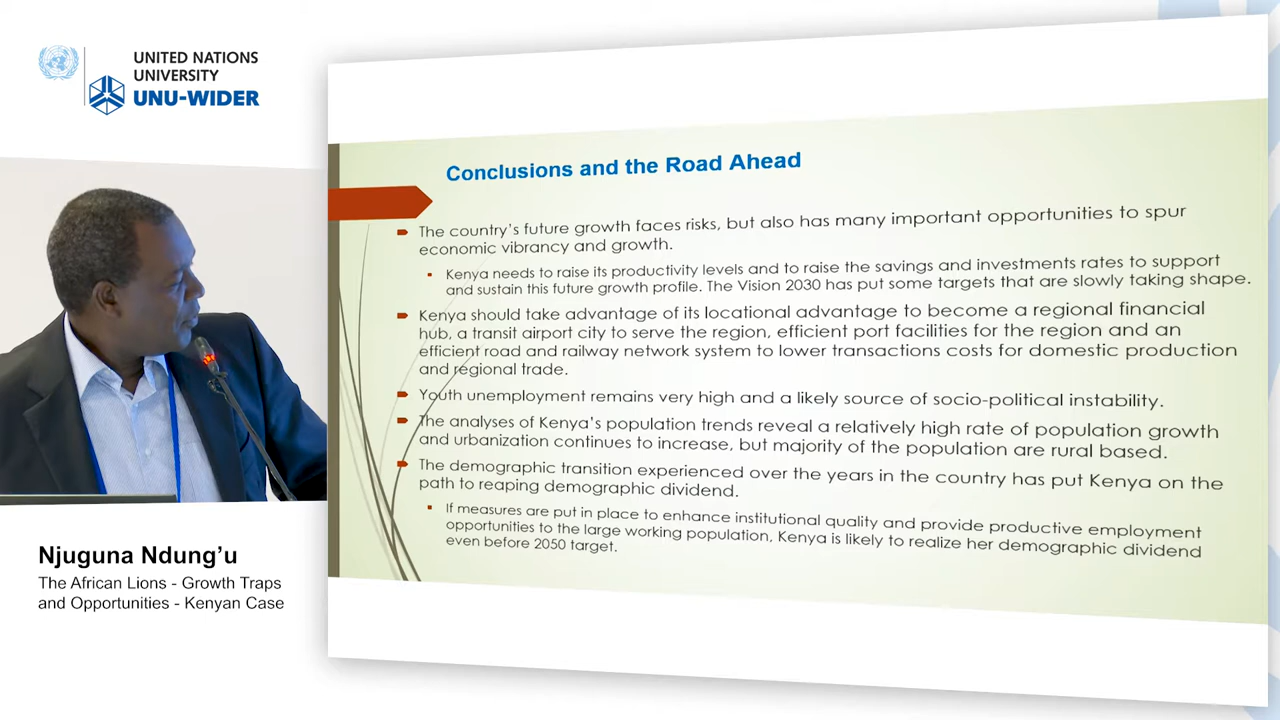 UNITED NATIONS
UNIVERSITY
UNU-WIDER
Conclusions and the Road Ahead
The country's future growth faces risks, but also has many important opportunities to spur
economic vibrancy and growth.
Kenya needs to raise its productivity levels and to raise the savings and investments rates to support
and sustain this future growth profile. The Vision 2030 has put some targets that are slowly taking shape.
Kenya should take advantage of its locational advantage to become a regional financial
hub, a transit airport city to serve the region, efficient port facilities for the region and an
efficient road and railway network system to lower transactions costs for domestic production
and regional trade.
Youth unemployment remains very high and a likely source of socio-political instability.
The analyses of Kenya's population trends reveal a relatively high rate of population growth
and urbanization continues to increase, but majority of the population are rural based.
The demographic transition experienced over the years in the country has put Kenya on the
path to reaping demographic dividend.
If measures are put in place to enhance institutional quality and provide productive employment
opportunities to the large working population, Kenya is likely to realize her demographic dividend
even before 2050 target.
Njuguna Ndung'u
The African Lions - Growth Traps
and Opportunities - Kenyan Case